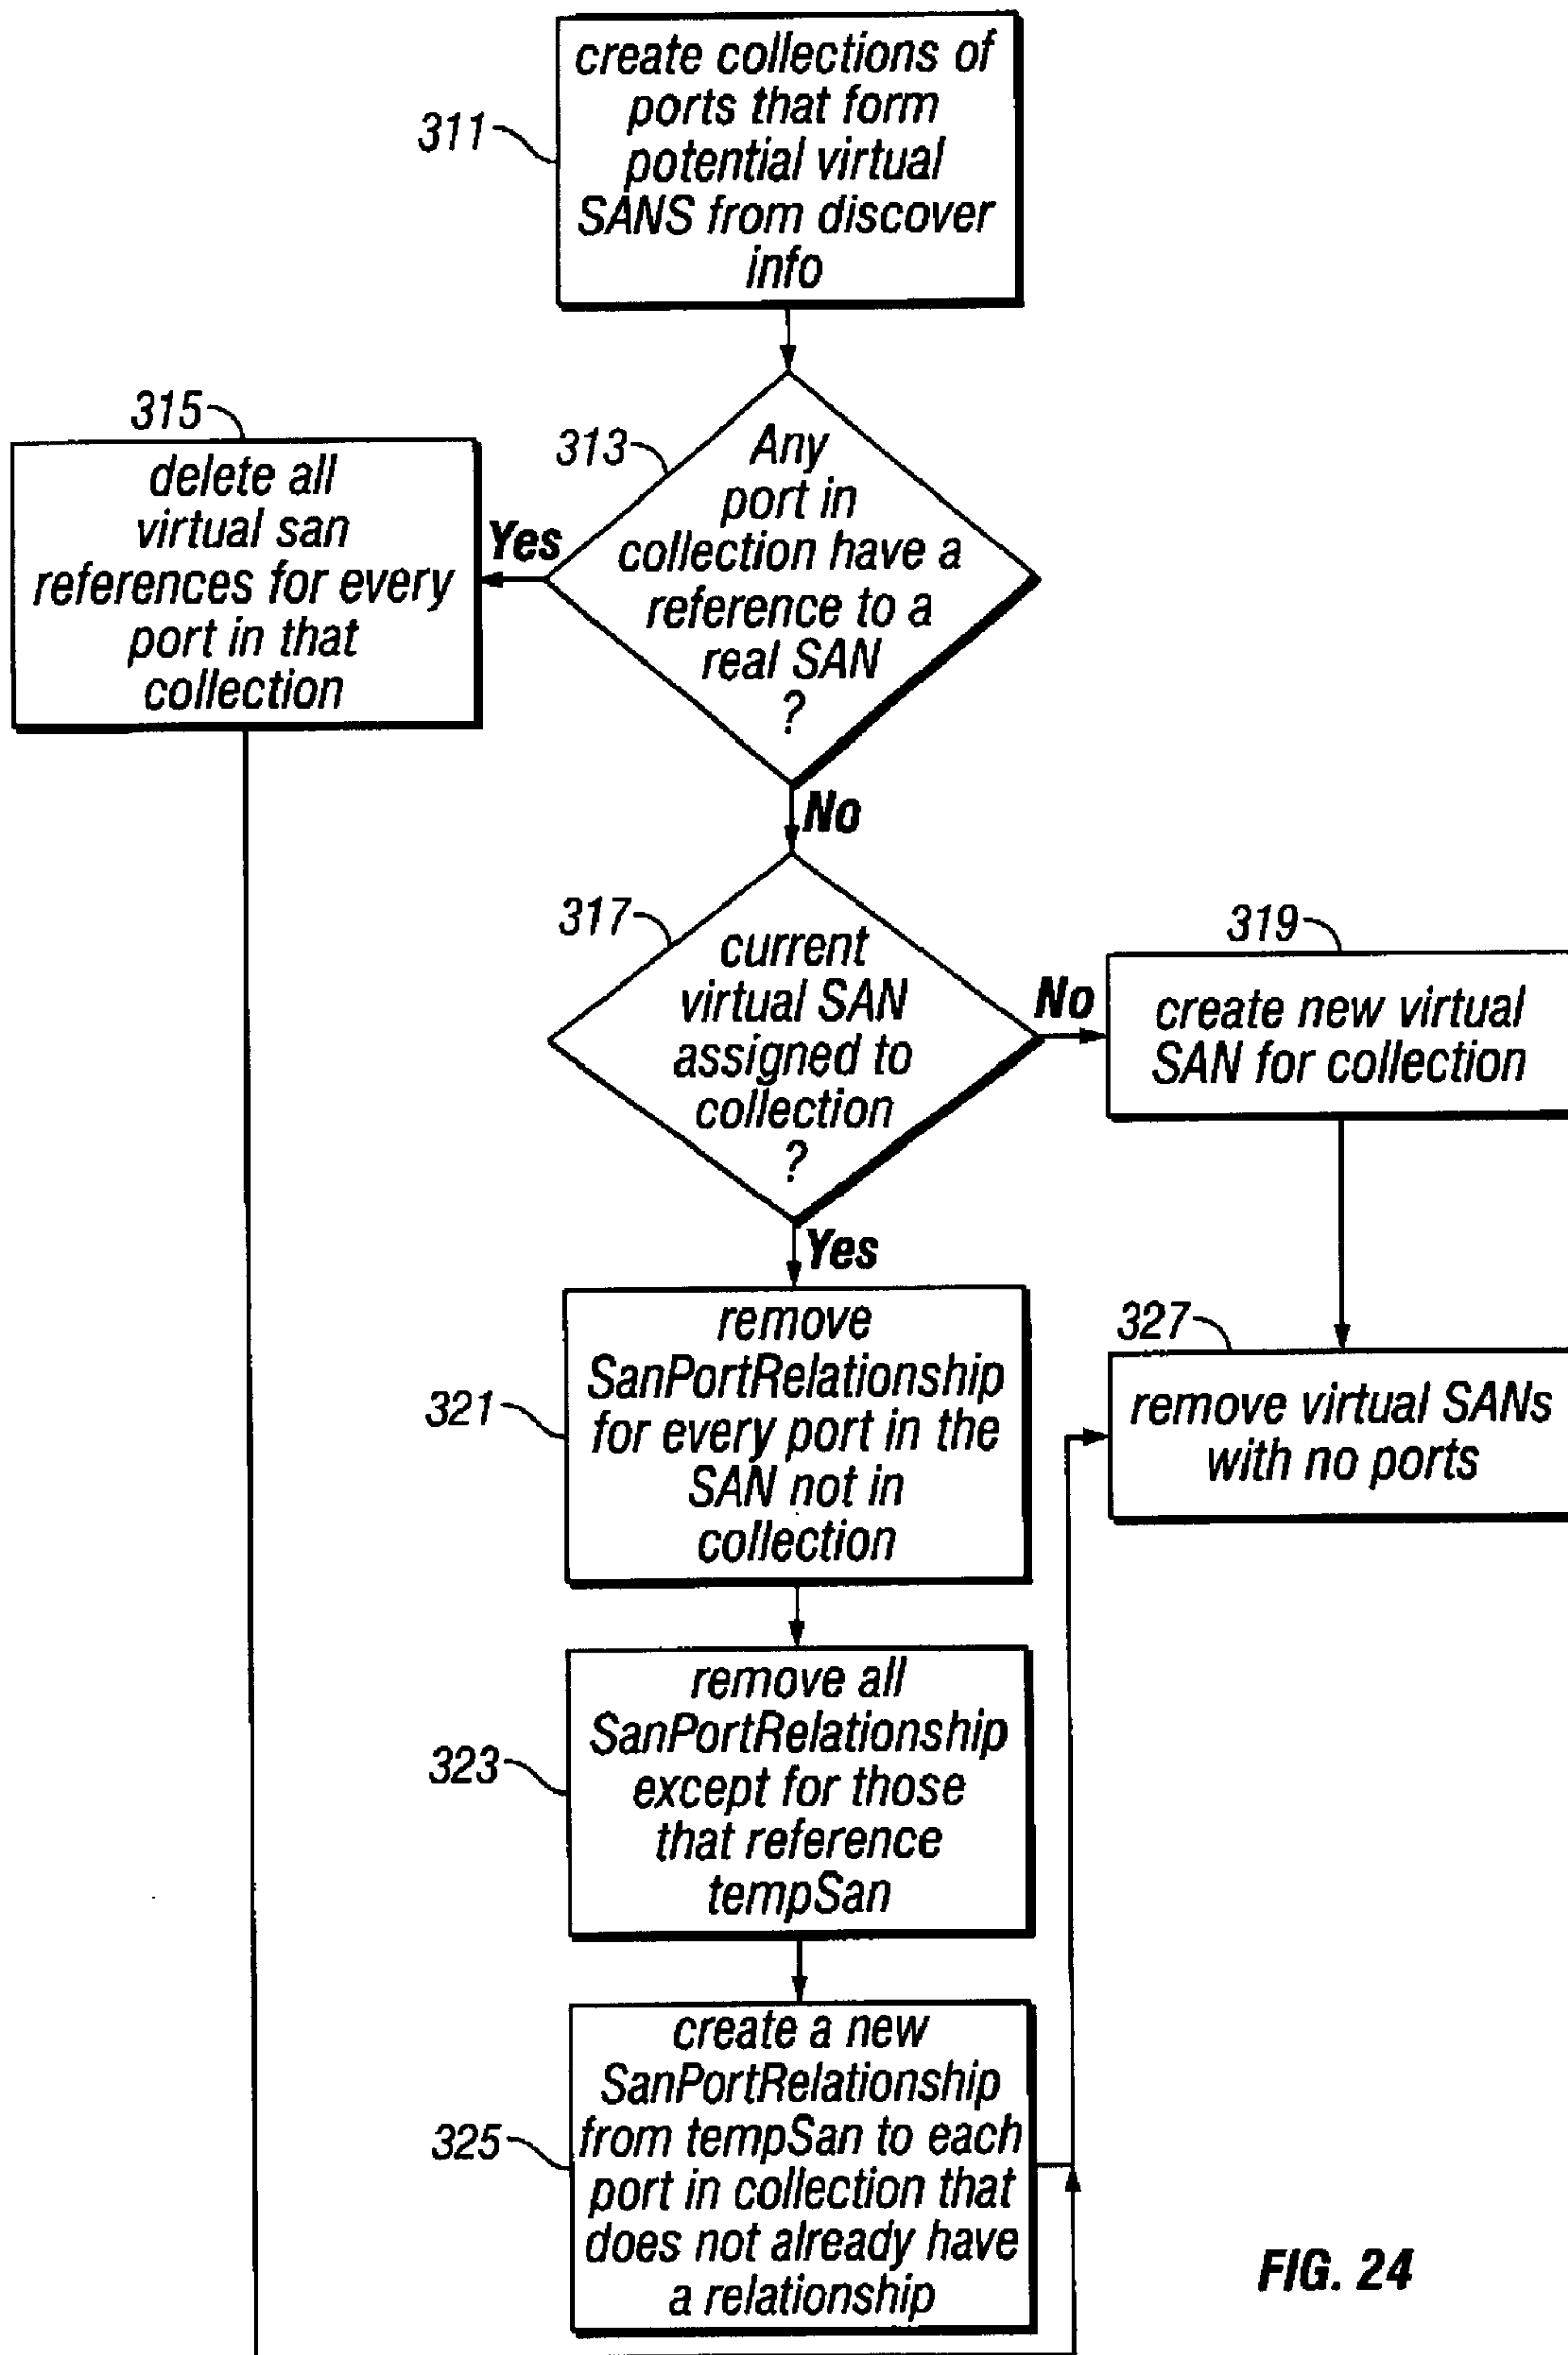 create collections of
ports that form
potential virtual
SANS from discover
info
311
315
delete all
virtual san
references for every
port in that
collection
313
Any
port in
collection have a
reference to a
real SAN
?
Yes
No
317
current
virtual SAN
assigned to
collection
?
No
319
create new virtual
SAN for collection
Yes
321
remove
SanPortRelationship
for every port in the
SAN not in
collection
327
remove virtual SANs
with no ports
323
remove all
SanPortRelationship
except for those
that reference
tempSan
325
create a new
SanPortRelationship
from tempSan to each
port in collection that
does not already have
a relationship
FIG. 24